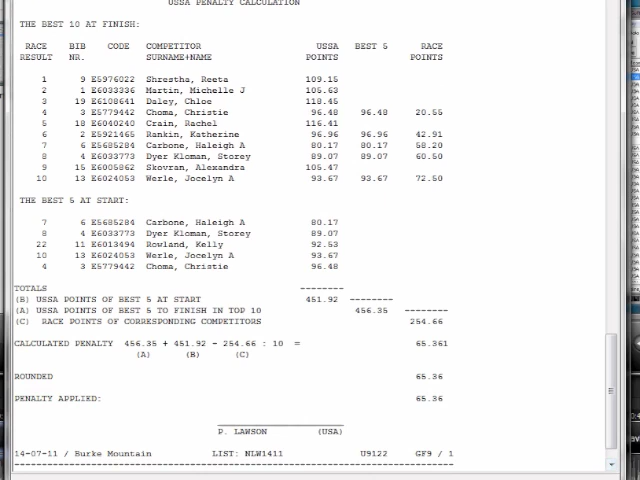 USSA PENALTY CALCULATION
THE BEST 10 AT FINISH:
RACE BIB CODE COMPETITOR USSA BEST 5 RACE
RESULT NR. SURNAME+NAME POINTS POINTS
1 9 E5976022 Shrestha, Reeta 109.15
2 1 E6033336 Martin, Michelle J 105.63
3 19 E6108641 Daley, Chloe 118.45
4 3 E5779442 Choma, Christie 96.48 96.48 20.55
5 18 E6040240 Crain, Rachel 116.41
6 2 E5921465 Rankin, Katherine 96.96 96.96 42.91
7 6 E5685284 Carbone, Haleigh A 80.17 80.17 58.20
8 4 E6033773 Dyer Kloman, Storey 89.07 89.07 60.50
9 15 E6005862 Skovran, Alexandra 105.47
10 13 E6024053 Werle, Jocelyn A 93.67 93.67 72.50
THE BEST 5 AT START:
7 6 E5685284 Carbone, Haleigh A 80.17
8 4 E6033773 Dyer Kloman, Storey 89.07
22 11 E6013494 Rowland, Kelly 92.53
10 13 E6024053 Werle, Jocelyn A 93.67
4 3 E5779442 Choma, Christie 96.48
TOTALS --------
(B) USSA POINTS OF BEST 5 AT START 451.92 --------
(A) USSA POINTS OF BEST 5 TO FINISH IN TOP 10 456.35 --------
(C) RACE POINTS OF CORRESPONDING COMPETITORS 254.66
CALCULATED PENALTY 456.35 + 451.92 - 254.66 : 10 = 65.361
(A) (B) (C)
ROUNDED 65.36
PENALTY APPLIED: 65.36
P. LAWSON (USA)
14-07-11 / Burke Mountain LIST: NLW1411 U9122 GF9 / 1